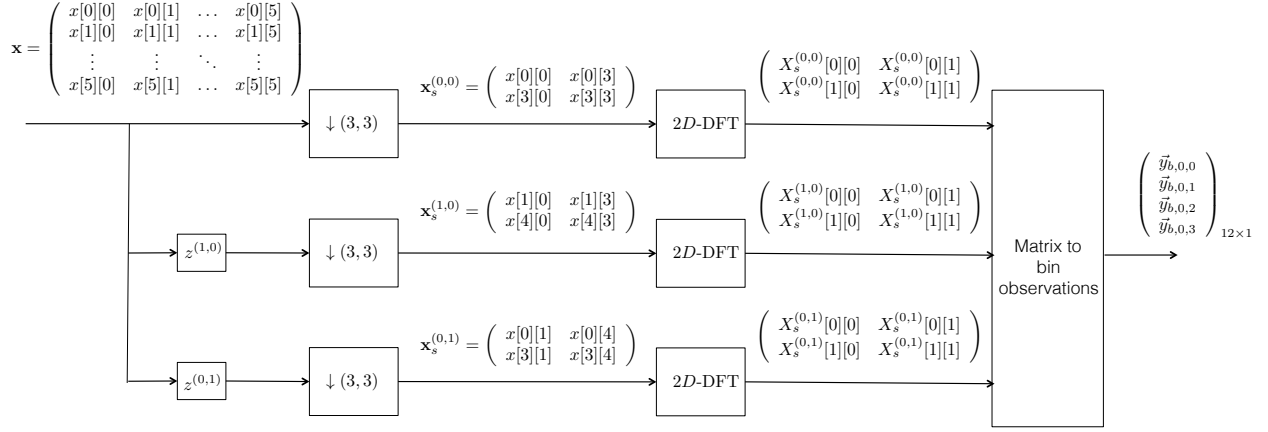 𝐱 = ( x[0][0] x[0][1] … x[0][5]
x[1][0] x[1][1] … x[1][5]
⋮ ⋮ ⋱ ⋮
x[5][0] x[5][1] … x[5][5] )
↓ (3, 3)
𝐱_s^{(0,0)} = ( x[0][0] x[0][3]
x[3][0] x[3][3] )
2D-DFT
( X_s^{(0,0)}[0][0] X_s^{(0,0)}[0][1]
X_s^{(0,0)}[1][0] X_s^{(0,0)}[1][1] )
z^{(1,0)}
↓ (3, 3)
𝐱_s^{(1,0)} = ( x[1][0] x[1][3]
x[4][0] x[4][3] )
2D-DFT
( X_s^{(1,0)}[0][0] X_s^{(1,0)}[0][1]
X_s^{(1,0)}[1][0] X_s^{(1,0)}[1][1] )
z^{(0,1)}
↓ (3, 3)
𝐱_s^{(0,1)} = ( x[0][1] x[0][4]
x[3][1] x[3][4] )
2D-DFT
( X_s^{(0,1)}[0][0] X_s^{(0,1)}[0][1]
X_s^{(0,1)}[1][0] X_s^{(0,1)}[1][1] )
Matrix to
bin
observations
( \vec{y}_{b,0,0}
\vec{y}_{b,0,1}
\vec{y}_{b,0,2}
\vec{y}_{b,0,3} )_{12×1}